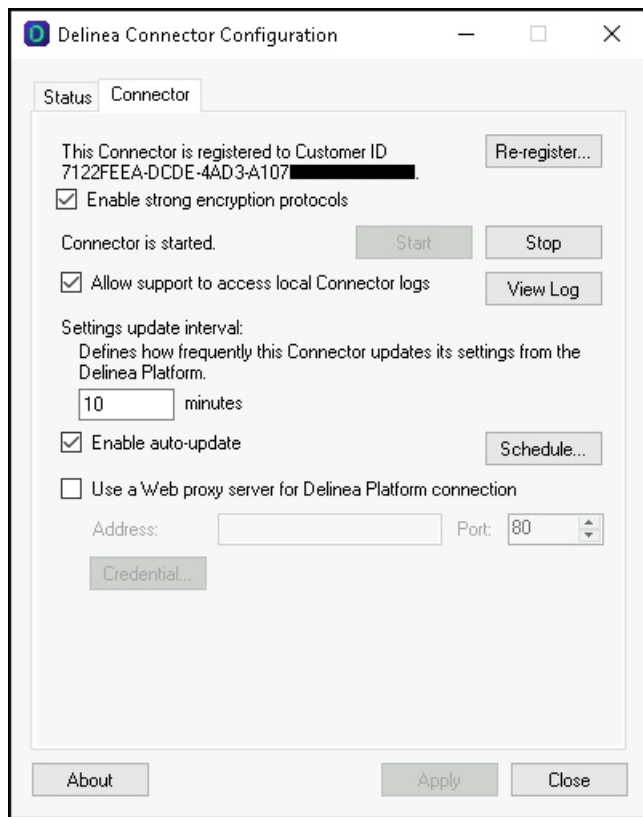 Delinea Connector Configuration
Status
Connector
This Connector is registered to Customer ID
7122FEEA-DCDE-4AD3-A107
.
Re-register...
Enable strong encryption protocols
Connector is started.
Start
Stop
Allow support to access local Connector logs
View Log
Settings update interval:
Defines how frequently this Connector updates its settings from the
Delinea Platform.
10 minutes
Enable auto-update
Schedule...
Use a Web proxy server for Delinea Platform connection
Address:
Port: 80
Credential...
About
Apply
Close